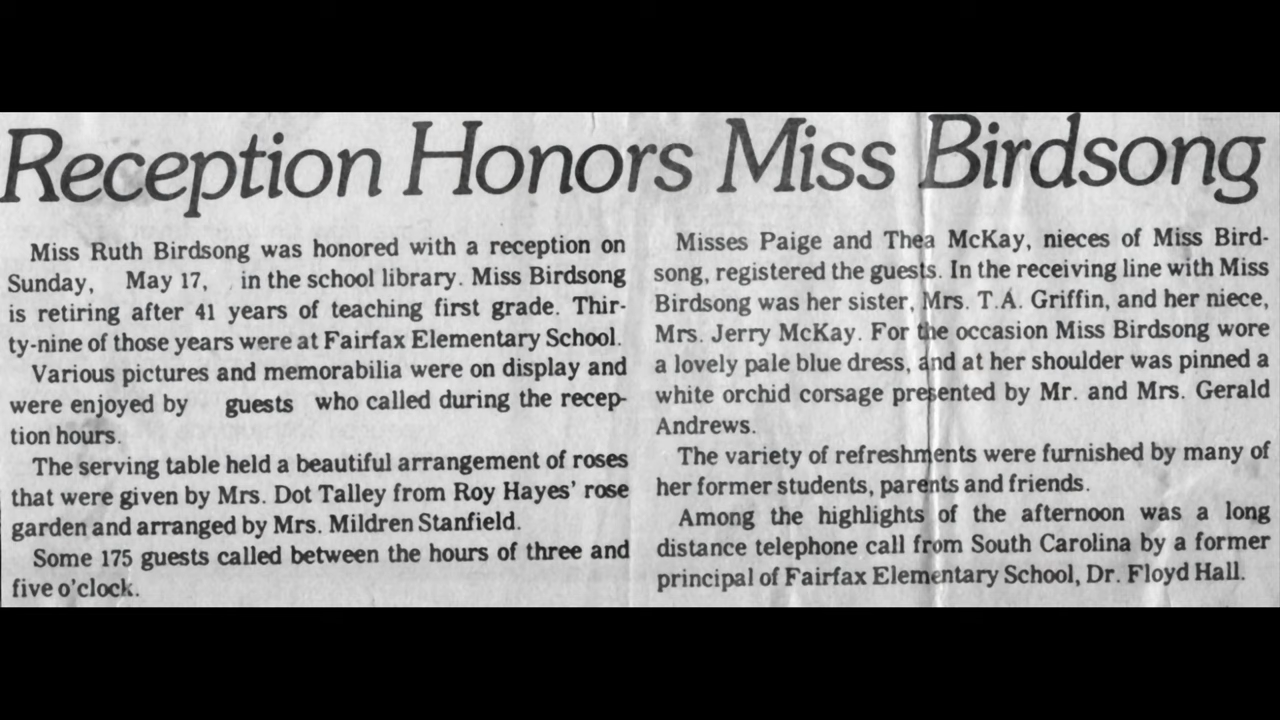 Reception Honors Miss Birdsong
Miss Ruth Birdsong was honored with a reception on
Sunday, May 17, in the school library. Miss Birdsong
is retiring after 41 years of teaching first grade. Thir-
ty-nine of those years were at Fairfax Elementary School.
Various pictures and memorabilia were on display and
were enjoyed by guests who called during the recep-
tion hours.
The serving table held a beautiful arrangement of roses
that were given by Mrs. Dot Talley from Roy Hayes' rose
garden and arranged by Mrs. Mildren Stanfield.
Some 175 guests called between the hours of three and
five o'clock.
Misses Paige and Thea McKay, nieces of Miss Bird-
song, registered the guests. In the receiving line with Miss
Birdsong was her sister, Mrs. T.A. Griffin, and her niece,
Mrs. Jerry McKay. For the occasion Miss Birdsong wore
a lovely pale blue dress, and at her shoulder was pinned a
white orchid corsage presented by Mr. and Mrs. Gerald
Andrews.
The variety of refreshments were furnished by many of
her former students, parents and friends.
Among the highlights of the afternoon was a long
distance telephone call from South Carolina by a former
principal of Fairfax Elementary School, Dr. Floyd Hall.